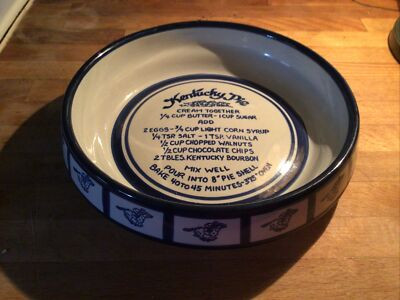 Kentucky Pie
CREAM TOGETHER
1/4 CUP BUTTER - 1 CUP SUGAR
ADD
2 EGGS - 3/4 CUP LIGHT CORN SYRUP
1/4 TSP. SALT - 1 TSP. VANILLA
1/2 CUP CHOPPED WALNUTS
1/2 CUP CHOCOLATE CHIPS
2 TBLES. KENTUCKY BOURBON
MIX WELL
POUR INTO 8" PIE SHELL
BAKE 40 TO 45 MINUTES - 375° OVEN